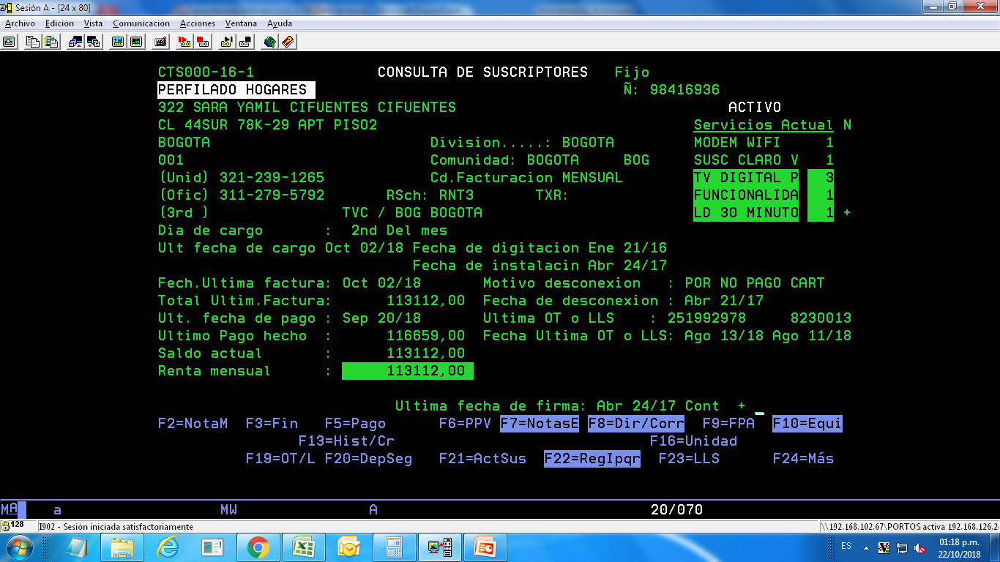 Sesión A - [24 x 80]
Archivo Edición Vista Comunicación Acciones Ventana Ayuda
CTS000-16-1 CONSULTA DE SUSCRIPTORES Fijo
PERFILADO HOGARES Ñ: 98416936
322 SARA YAMIL CIFUENTES CIFUENTES ACTIVO
CL 44SUR 78K-29 APT PISO2 Servicios Actual N
BOGOTA Division.....: BOGOTA MODEM WIFI 1
001 Comunidad: BOGOTA BOG SUSC CLARO V 1
(Unid) 321-239-1265 Cd.Facturacion MENSUAL TV DIGITAL P 3
(Ofic) 311-279-5792 RSch: RNT3 TXR: FUNCIONALIDA 1
(3rd ) TVC / BOG BOGOTA LD 30 MINUTO 1 +
Dia de cargo : 2nd Del mes
Ult fecha de cargo Oct 02/18 Fecha de digitacion Ene 21/16
Fecha de instalacin Abr 24/17
Fech.Ultima factura: Oct 02/18 Motivo desconexion : POR NO PAGO CART
Total Ultim.Factura: 113112,00 Fecha de desconexion : Abr 21/17
Ult. fecha de pago : Sep 20/18 Ultima OT o LLS : 251992978 8230013
Ultimo Pago hecho : 116659,00 Fecha Ultima OT o LLS: Ago 13/18 Ago 11/18
Saldo actual : 113112,00
Renta mensual : 113112,00
Ultima fecha de firma: Abr 24/17 Cont +
F2=NotaM F3=Fin F5=Pago F6=PPV F7=NotasE F8=Dir/Corr F9=FPA F10=Equi
F13=Hist/Cr F16=Unidad
F19=OT/L F20=DepSeg F21=ActSus F22=RegIpqr F23=LLS F24=Más
MA a MW A 20/070
128 I902 - Sesión iniciada satisfactoriamente \\192.168.102.67\PORTOS activa 192.168.126.2
ES 01:18 p.m.
22/10/2018